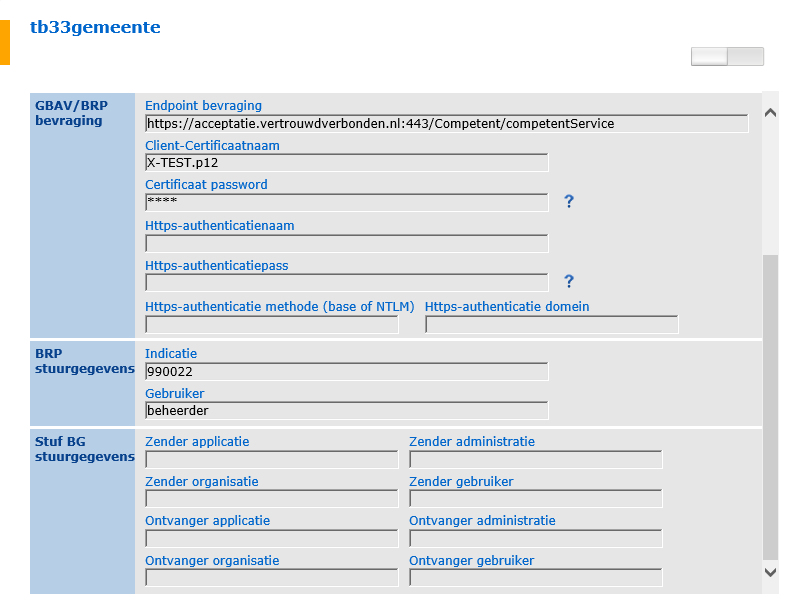 tb33gemeente
GBAV/BRP bevraging
Endpoint bevraging
https://acceptatie.vertrouwdverbonden.nl:443/Competent/competentService
Client-Certificaatnaam
X-TEST.p12
Certificaat password
**** ?
Https-authenticatienaam
Https-authenticatiepass
?
Https-authenticatie methode (base of NTLM) Https-authenticatie domein
BRP stuurgegevens
Indicatie
990022
Gebruiker
beheerder
Stuf BG stuurgegevens
Zender applicatie Zender administratie
Zender organisatie Zender gebruiker
Ontvanger applicatie Ontvanger administratie
Ontvanger organisatie Ontvanger gebruiker